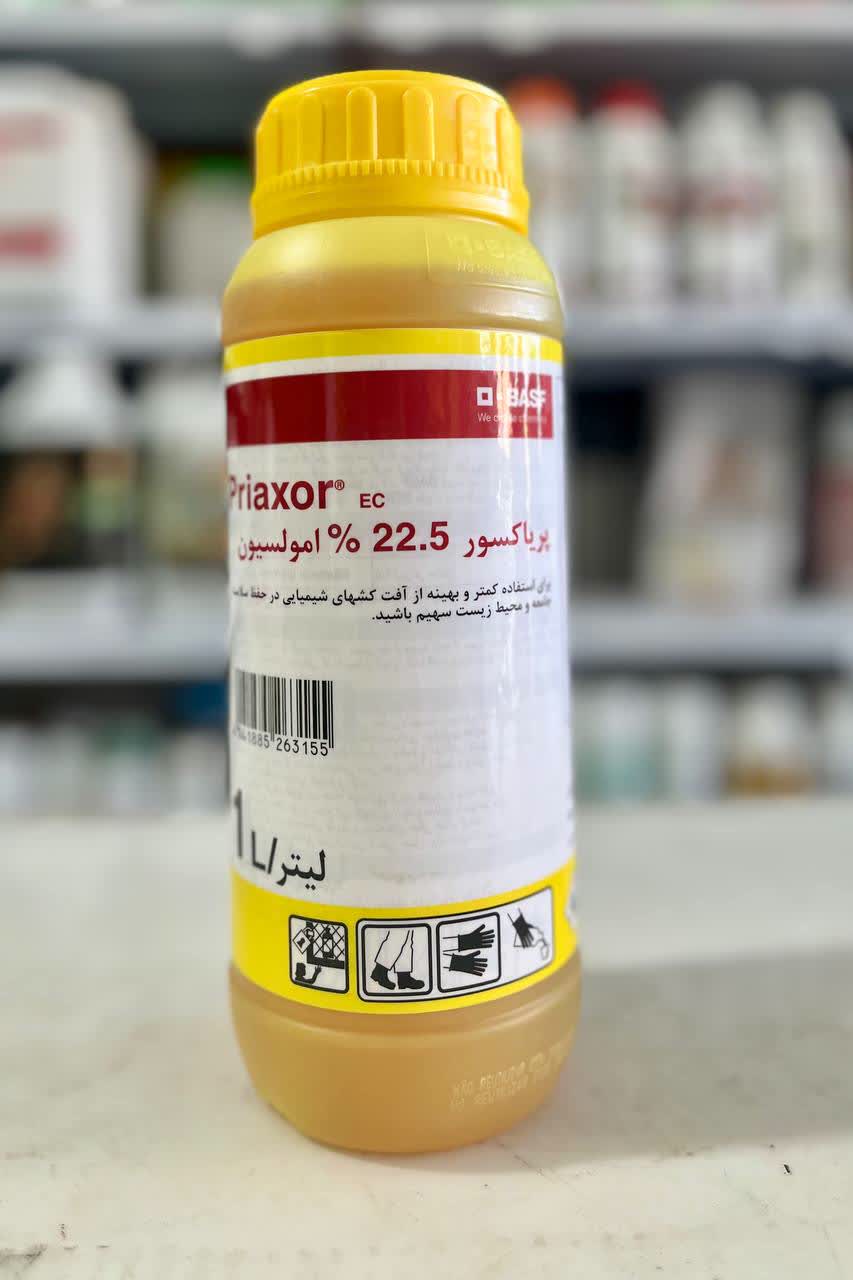 BASF
We create chemistry
Priaxor® EC
پریاکسور 22.5 % امولسیون
برای استفاده کمتر و بهینه از آفت کشهای شیمیایی در حفظ سلامت
جامعه و محیط زیست سهیم باشید.
41885 263155
1 L/لیتر